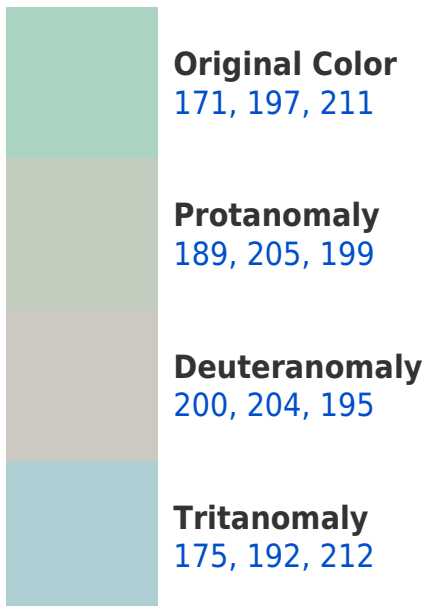 Original Color
171, 197, 211
Protanomaly
189, 205, 199
Deuteranomaly
200, 204, 195
Tritanomaly
175, 192, 212